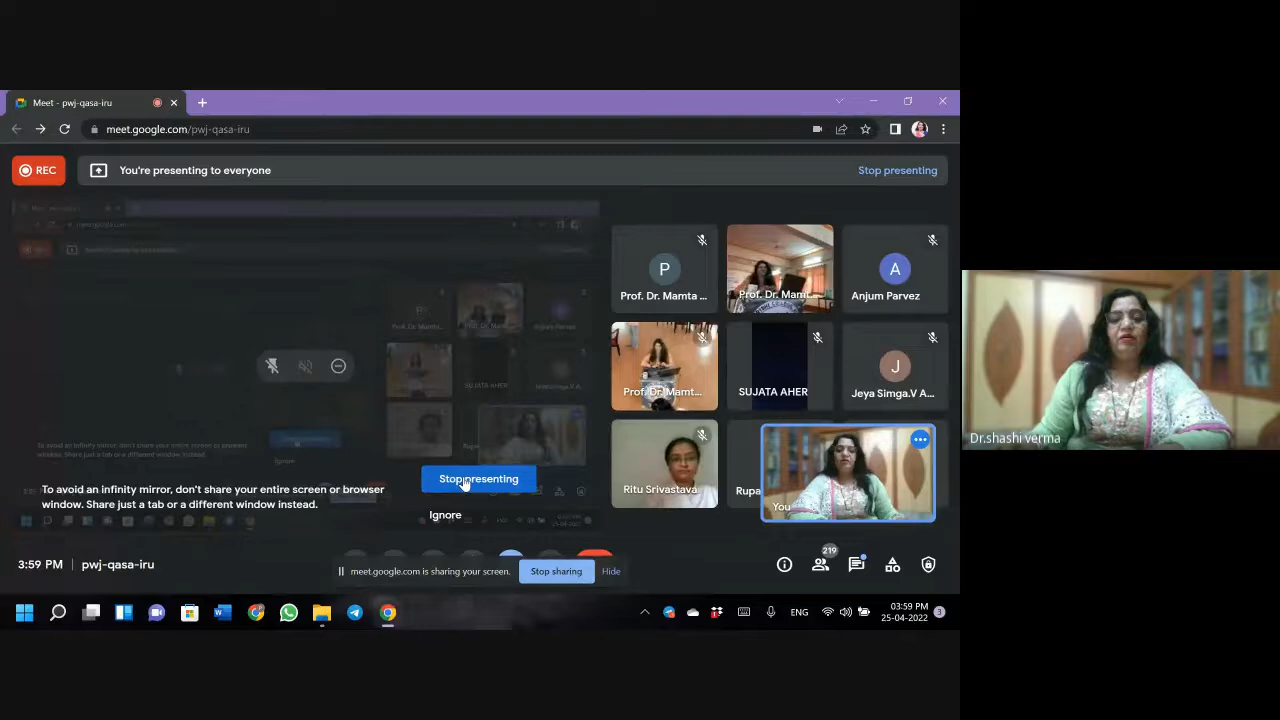 Meet - pwj-qasa-iru
meet.google.com/pwj-qasa-iru
REC
You're presenting to everyone
Stop presenting
Prof. Dr. Mamta ...
Prof. Dr. Mamt...
Anjum Parvez
Prof. Dr. Mamt...
SUJATA AHER
Jeya Simga.V A...
Dr.shashi verma
Ritu Srivastava
Rupa
You
P
A
J
To avoid an infinity mirror, don't share your entire screen or browser
window. Share just a tab or a different window instead.
Stop presenting
Ignore
3:59 PM
pwj-qasa-iru
meet.google.com is sharing your screen.
Stop sharing
Hide
219
ENG
03:59 PM
25-04-2022
3